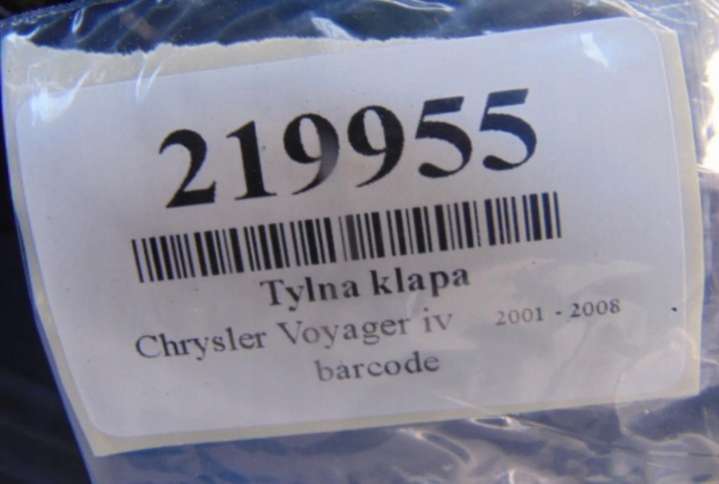 219955
Tylna klapa
Chrysler Voyager iv 2001 - 2008
barcode